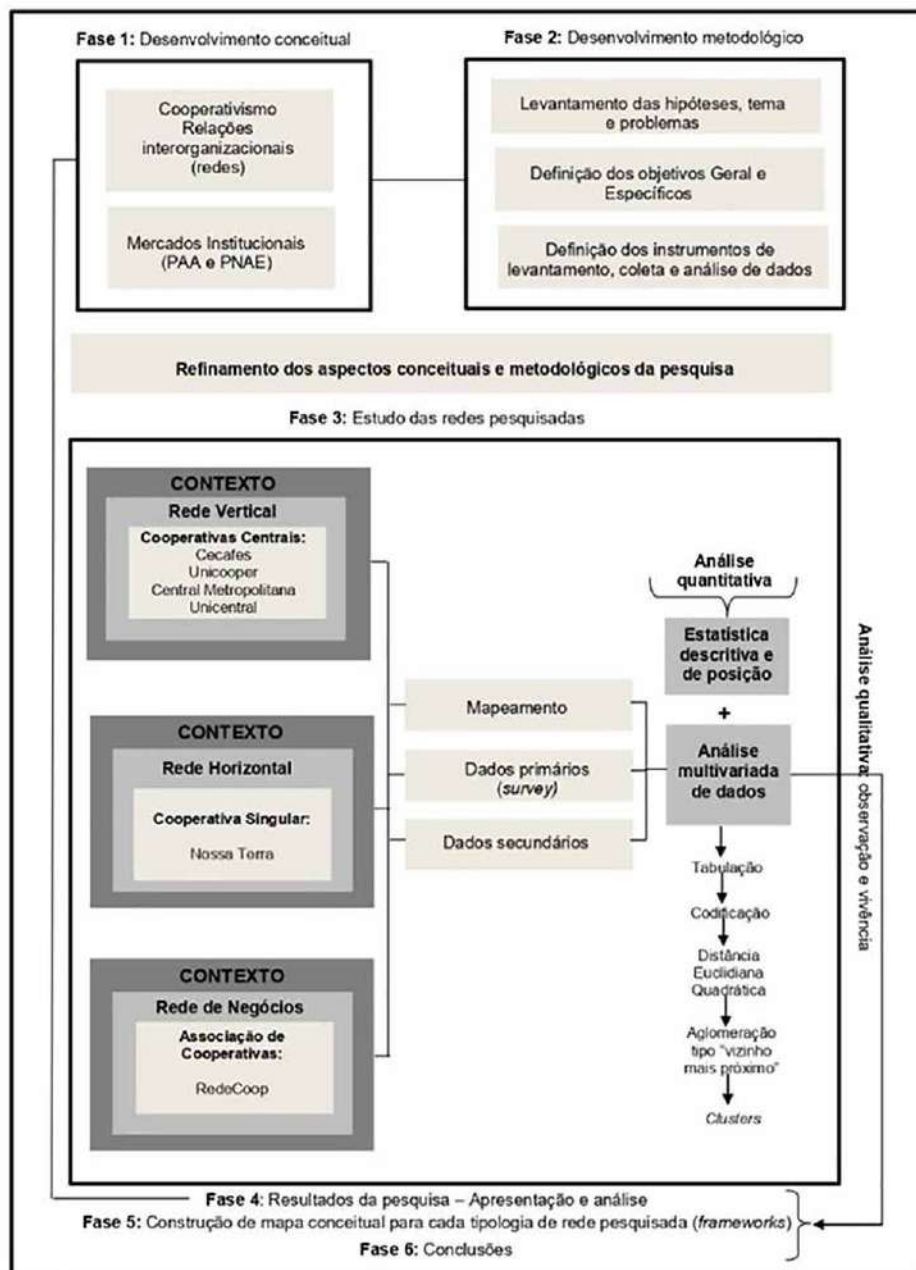 Fase 1: Desenvolvimento conceitual
Cooperativismo
Relações
interorganizacionais
(redes)
Mercados Institucionais
(PAA e PNAE)
Fase 2: Desenvolvimento metodológico
Levantamento das hipóteses, tema
e problemas
Definição dos objetivos Geral e
Específicos
Definição dos instrumentos de
levantamento, coleta e análise de dados
Refinamento dos aspectos conceituais e metodológicos da pesquisa
Fase 3: Estudo das redes pesquisadas
CONTEXTO
Rede Vertical
Cooperativas Centrais:
Cecafes
Unicooper
Central Metropolitana
Unicentral
CONTEXTO
Rede Horizontal
Cooperativa Singular:
Nossa Terra
CONTEXTO
Rede de Negócios
Associação de
Cooperativas:
RedeCoop
Mapeamento
Dados primários
(survey)
Dados secundários
Análise
quantitativa
Estatística
descritiva e
de posição
+
Análise
multivariada
de dados
Tabulação
Codificação
Distância
Euclidiana
Quadrática
Aglomeração
tipo "vizinho
mais próximo"
Clusters
Análise qualitativa: observação e vivência
Fase 4: Resultados da pesquisa – Apresentação e análise
Fase 5: Construção de mapa conceitual para cada tipologia de rede pesquisada (frameworks)
Fase 6: Conclusões